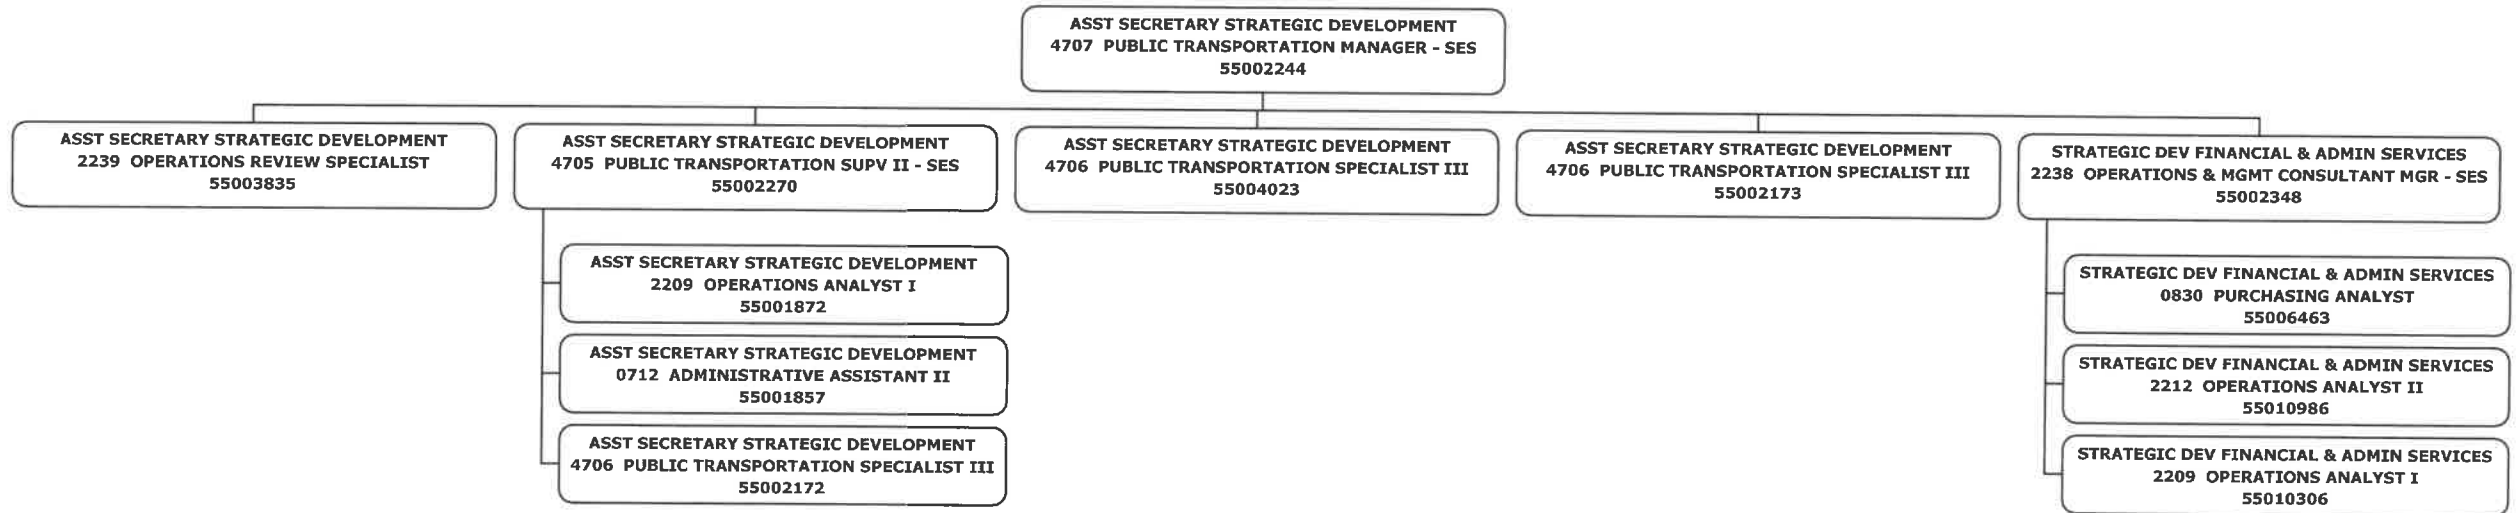 ASST SECRETARY STRATEGIC DEVELOPMENT
4707 PUBLIC TRANSPORTATION MANAGER - SES
55002244
ASST SECRETARY STRATEGIC DEVELOPMENT
2239 OPERATIONS REVIEW SPECIALIST
55003835
ASST SECRETARY STRATEGIC DEVELOPMENT
4705 PUBLIC TRANSPORTATION SUPV II - SES
55002270
ASST SECRETARY STRATEGIC DEVELOPMENT
4706 PUBLIC TRANSPORTATION SPECIALIST III
55004023
ASST SECRETARY STRATEGIC DEVELOPMENT
4706 PUBLIC TRANSPORTATION SPECIALIST III
55002173
STRATEGIC DEV FINANCIAL & ADMIN SERVICES
2238 OPERATIONS & MGMT CONSULTANT MGR - SES
55002348
ASST SECRETARY STRATEGIC DEVELOPMENT
2209 OPERATIONS ANALYST I
55001872
ASST SECRETARY STRATEGIC DEVELOPMENT
0712 ADMINISTRATIVE ASSISTANT II
55001857
ASST SECRETARY STRATEGIC DEVELOPMENT
4706 PUBLIC TRANSPORTATION SPECIALIST III
55002172
STRATEGIC DEV FINANCIAL & ADMIN SERVICES
0830 PURCHASING ANALYST
55006463
STRATEGIC DEV FINANCIAL & ADMIN SERVICES
2212 OPERATIONS ANALYST II
55010986
STRATEGIC DEV FINANCIAL & ADMIN SERVICES
2209 OPERATIONS ANALYST I
55010306